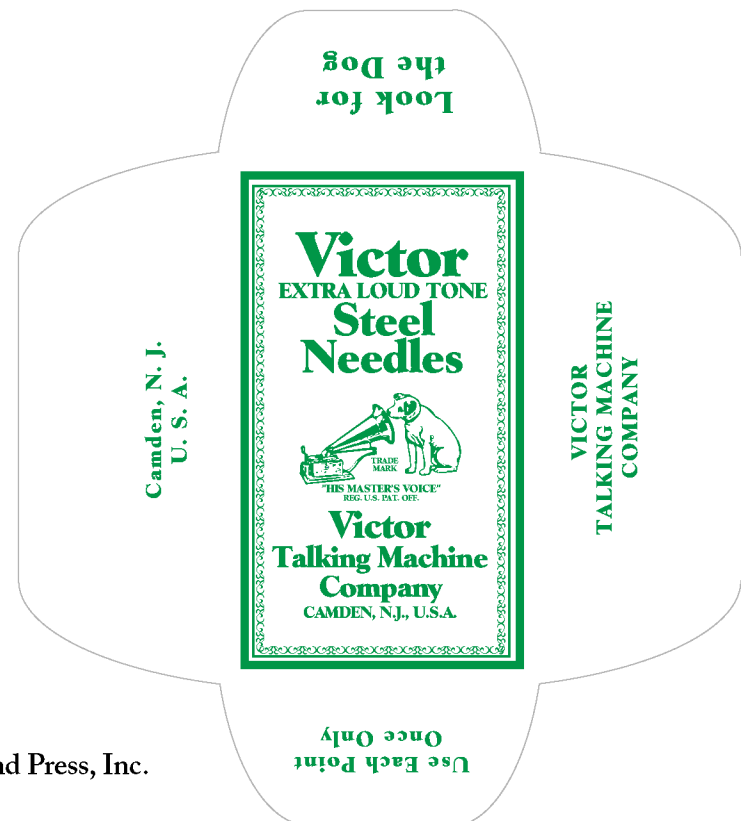 Look for
the Dog
Victor
EXTRA LOUD TONE
Steel
Needles
TRADE
MARK
"HIS MASTER'S VOICE"
REG. U.S. PAT. OFF.
Victor
Talking Machine
Company
CAMDEN, N.J., U.S.A.
Camden, N. J.
U. S. A.
VICTOR
TALKING MACHINE
COMPANY
Use Each Point
Once Only
Press, Inc.